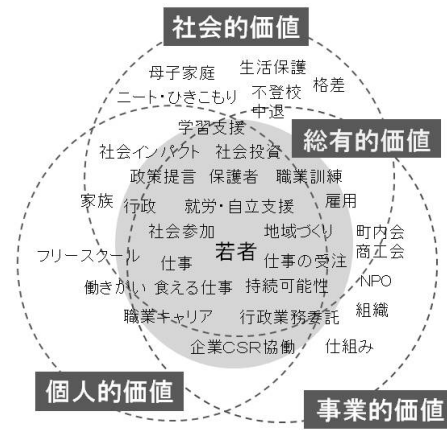 社会的価値
母子家庭 生活保護
ニート・ひきこもり 不登校 格差
中退
学習支援
総有的価値
社会インパクト 社会投資
政策提言 保護者 職業訓練
家族 行政 就労・自立支援 雇用
社会参加 地域づくり 町内会
フリースクール 仕事 若者 仕事の受注 商工会
働きがい 食える仕事 持続可能性 NPO
職業キャリア 行政業務委託 組織
企業CSR協働 仕組み
個人的価値
事業的価値